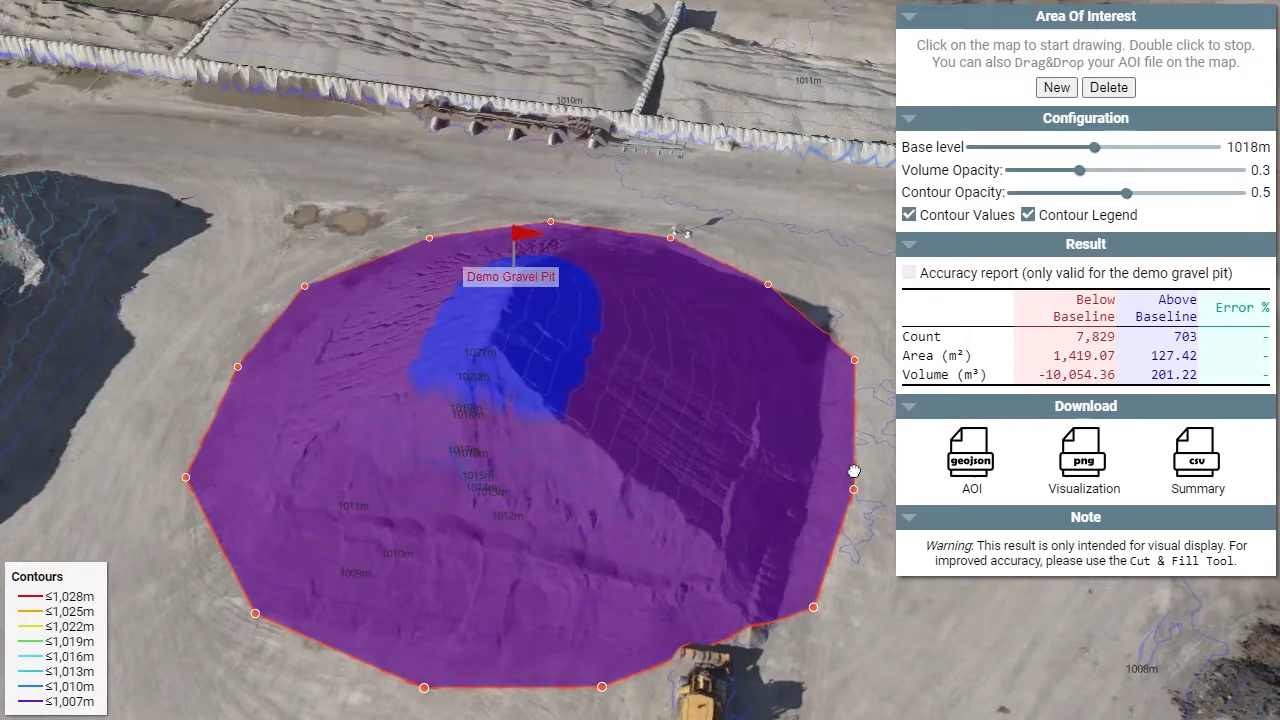 Area Of Interest
Click on the map to start drawing. Double click to stop.
You can also Drag&Drop your AOI file on the map.
New Delete
Configuration
Base level 1018m
Volume Opacity: 0.3
Contour Opacity: 0.5
Contour Values Contour Legend
Result
Accuracy report (only valid for the demo gravel pit)
Below Baseline Above Baseline Error %
Count 7,829 703 -
Area (m²) 1,419.07 127.42 -
Volume (m³) -10,054.36 201.22 -
Download
geojson png csv
AOI Visualization Summary
Note
Warning: This result is only intended for visual display. For
improved accuracy, please use the Cut & Fill Tool.
1011m
1010m
Demo Gravel Pit
1021m
1020m
1015m
1013m
1011m
1012m
1010m
1009m
1008m
Contours
≤1,028m
≤1,025m
≤1,022m
≤1,019m
≤1,016m
≤1,013m
≤1,010m
≤1,007m